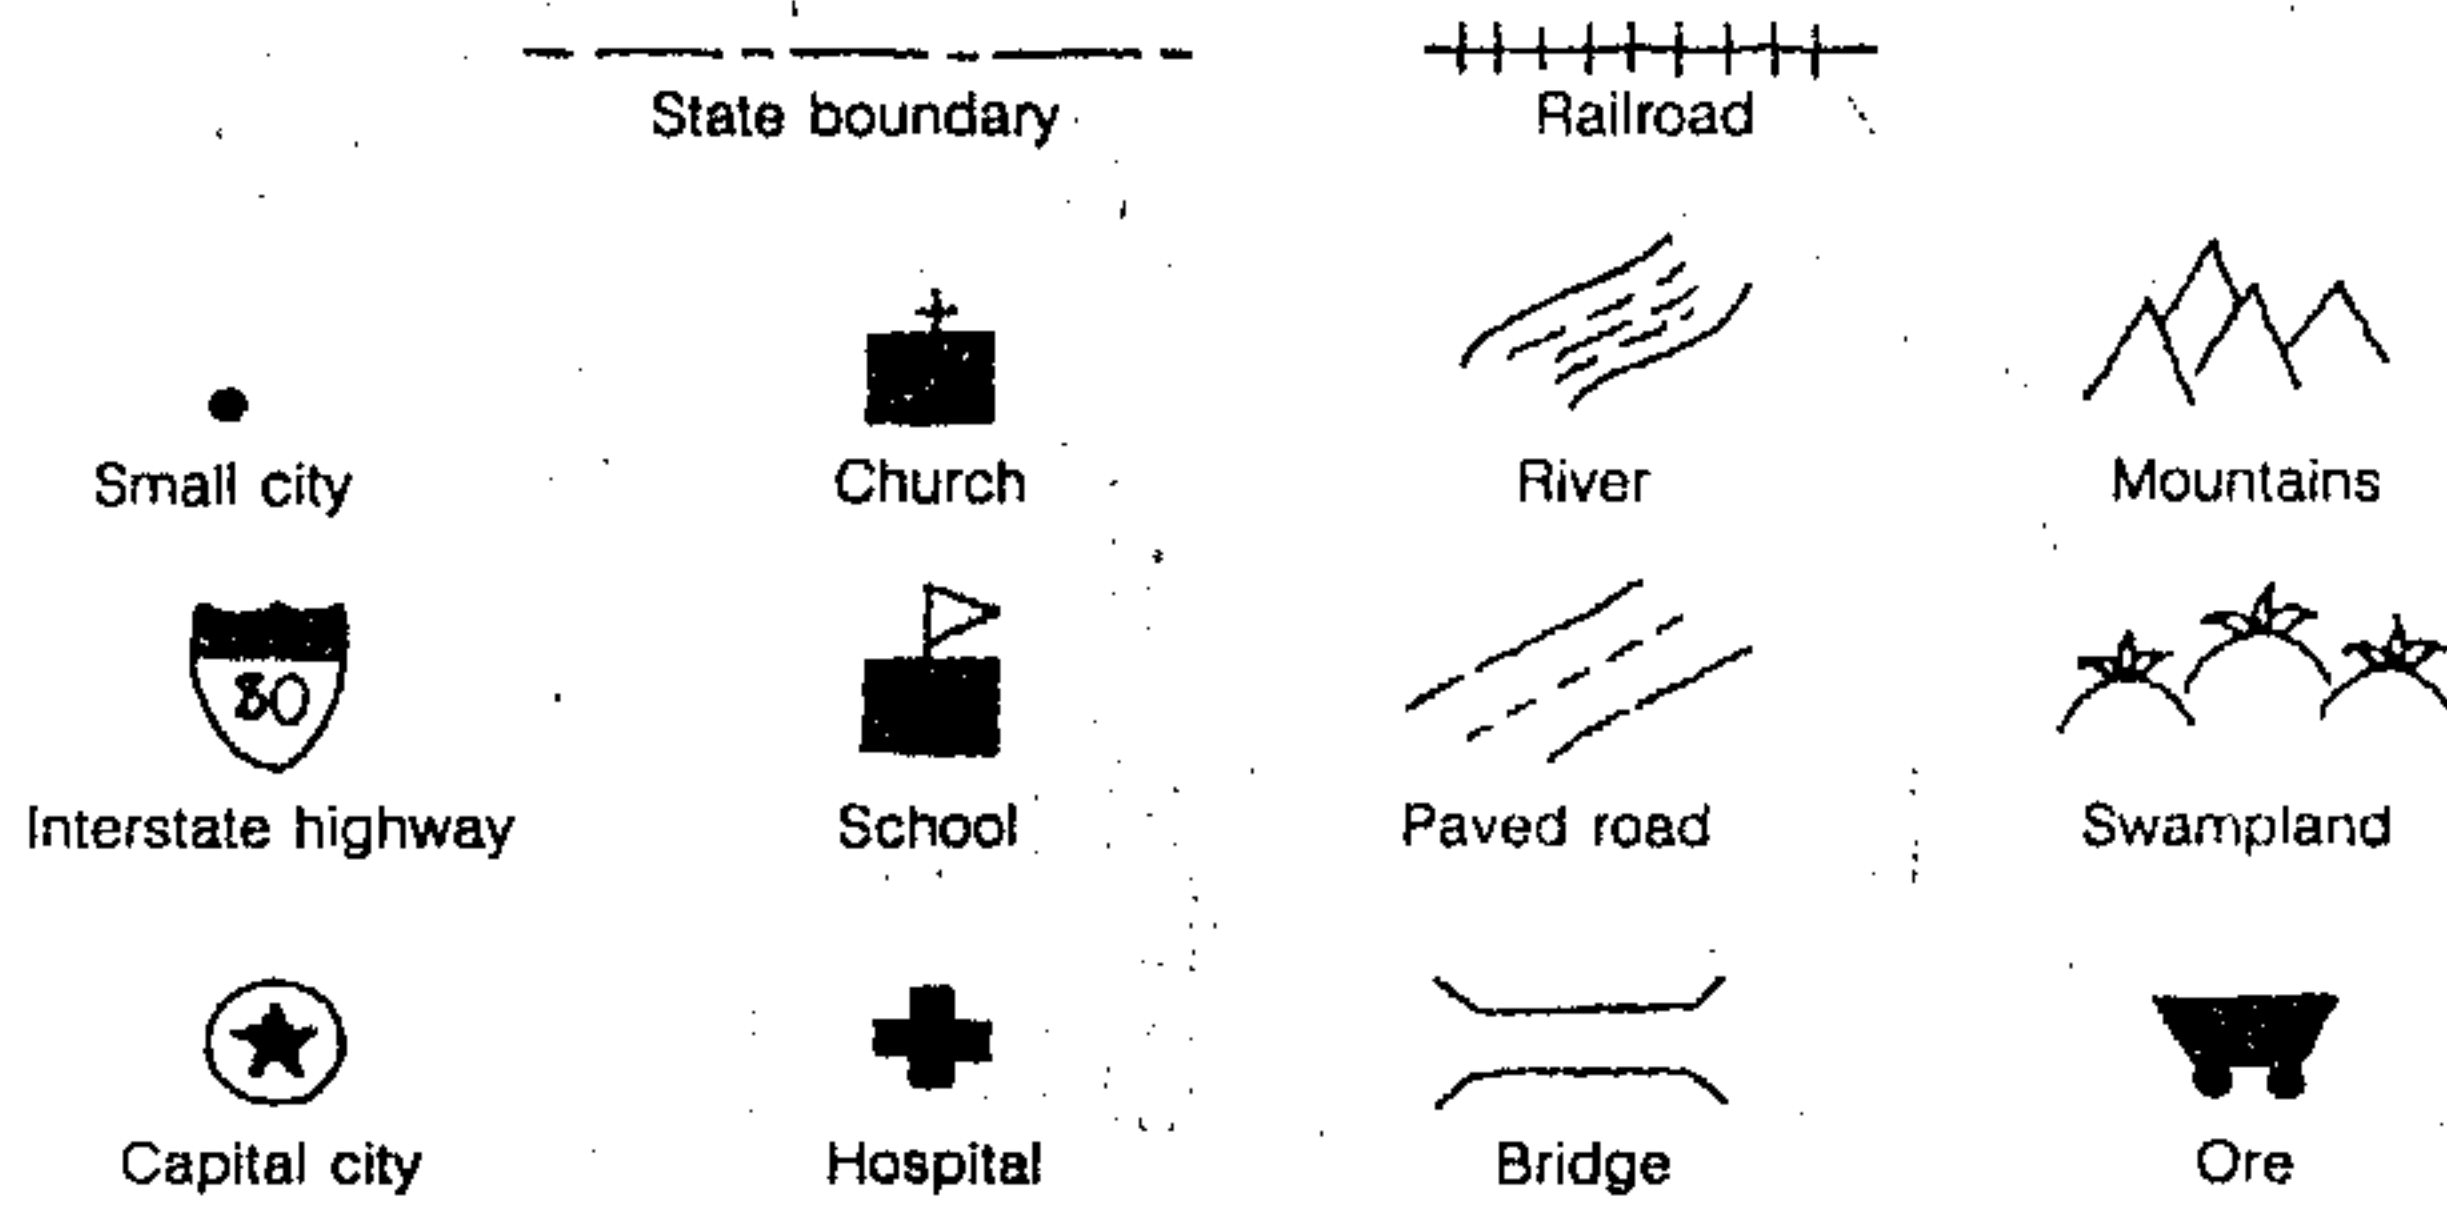 State boundary Railroad
Small city Church River Mountains
80
Interstate highway School Paved road Swampland
Capital city Hospital Bridge Ore